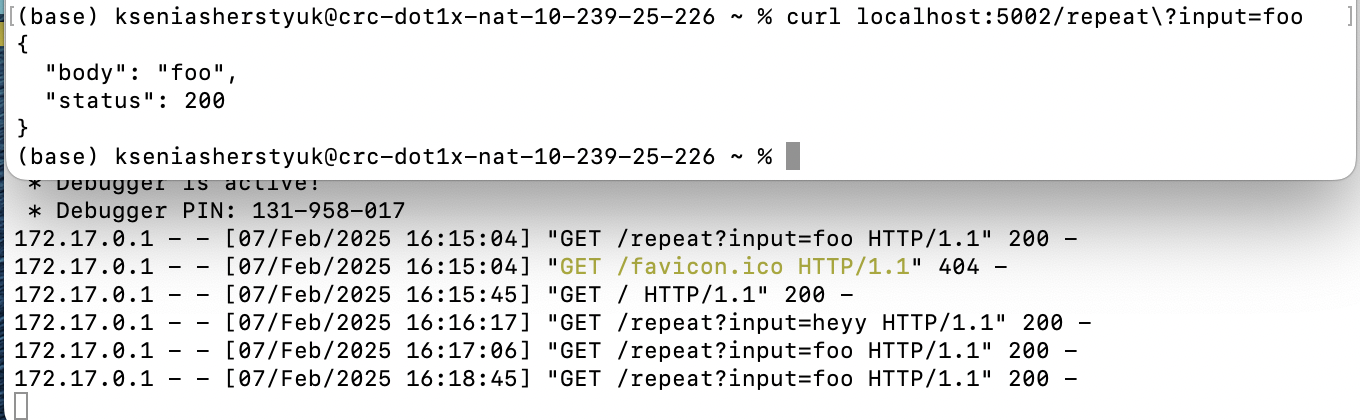 (base) kseniasherstyuk@crc-dot1x-nat-10-239-25-226 ~ % curl localhost:5002/repeat\?input=foo
{
  "body": "foo",
  "status": 200
}
(base) kseniasherstyuk@crc-dot1x-nat-10-239-25-226 ~ %
 * Debugger is active!
 * Debugger PIN: 131-958-017
172.17.0.1 - - [07/Feb/2025 16:15:04] "GET /repeat?input=foo HTTP/1.1" 200 -
172.17.0.1 - - [07/Feb/2025 16:15:04] "GET /favicon.ico HTTP/1.1" 404 -
172.17.0.1 - - [07/Feb/2025 16:15:45] "GET / HTTP/1.1" 200 -
172.17.0.1 - - [07/Feb/2025 16:16:17] "GET /repeat?input=heyy HTTP/1.1" 200 -
172.17.0.1 - - [07/Feb/2025 16:17:06] "GET /repeat?input=foo HTTP/1.1" 200 -
172.17.0.1 - - [07/Feb/2025 16:18:45] "GET /repeat?input=foo HTTP/1.1" 200 -